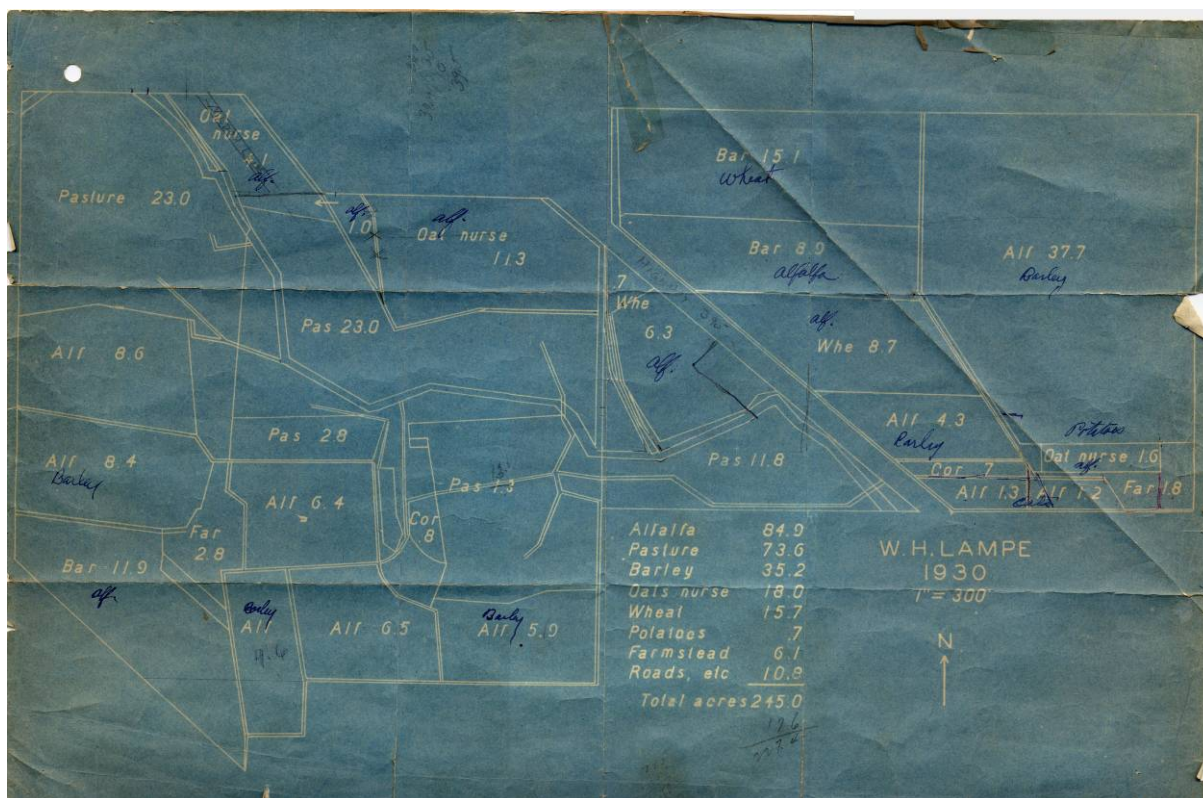 Oat
nurse
4.1
alf.
Pasture 23.0
alf.
1.0
alf.
Oat nurse
11.3
Bar 15.1
Wheat
Bar 8.9
alfalfa
Alf 37.7
Barley
.7
Whe
6.3
alf.
alf.
Whe 8.7
Pas 23.0
Alf 8.6
Pas 2.8
Alf 8.4
Barley
Alf 6.4
Pas 1.3
Cor
8
Far
2.8
Pas 11.8
Alf 4.3
Barley
Cor 7
Potatoos
Oat nurse 1.6
alf.
Alf 1.3
Alf 1.2
Far 1.8
Bar 11.9
alf.
Barley
Alf
4.6
Alf 6.5
Barley
Alf 5.9
Alfalfa 84.9
Pasture 73.6
Barley 35.2
Oats nurse 18.0
Wheat 15.7
Potatoos .7
Farmstead 6.1
Roads, etc 10.8
Total acres 245.0
W.H. LAMPE
1930
1" = 300'
N